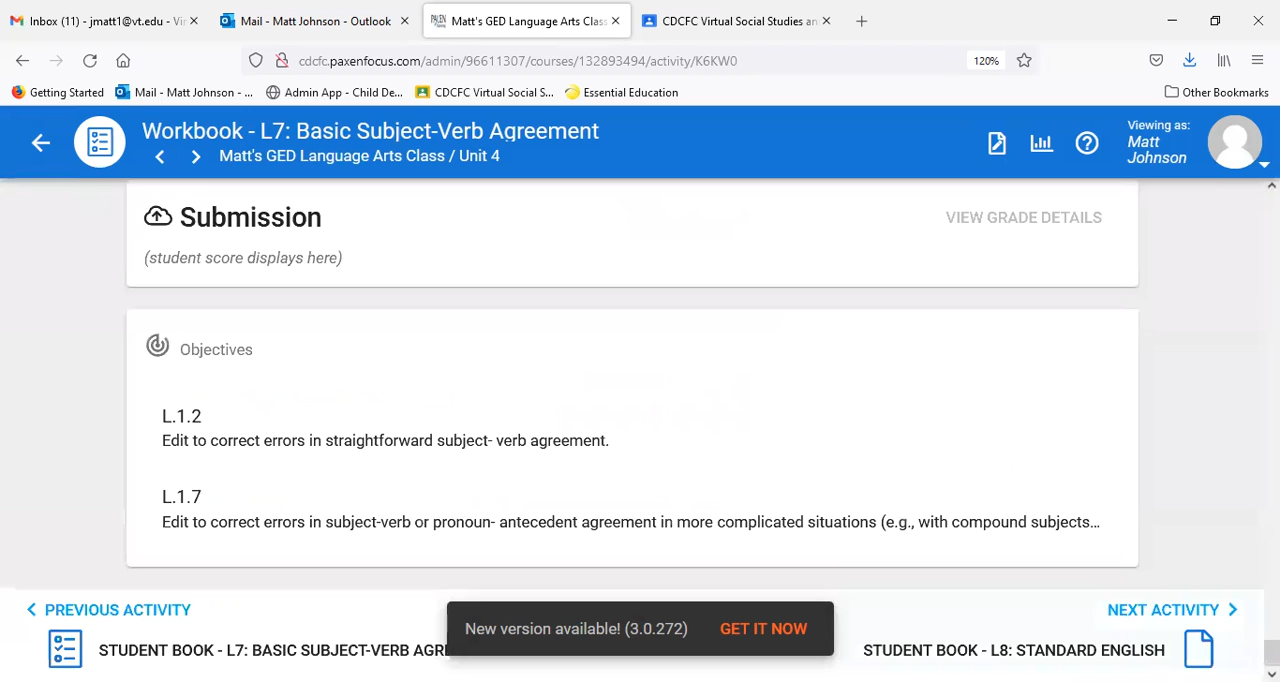 Inbox (11) - jmatt1@vt.edu - Vi
Mail - Matt Johnson - Outlook
Matt's GED Language Arts Clas
CDCFC Virtual Social Studies an
cdcfc.paxenfocus.com/admin/96611307/courses/132893494/activity/K6KW0
120%
Getting Started
Mail - Matt Johnson - ...
Admin App - Child De...
CDCFC Virtual Social S...
Essential Education
Other Bookmarks
Workbook - L7: Basic Subject-Verb Agreement
Matt's GED Language Arts Class / Unit 4
Viewing as:
Matt
Johnson
Submission
VIEW GRADE DETAILS
(student score displays here)
Objectives
L.1.2
Edit to correct errors in straightforward subject- verb agreement.
L.1.7
Edit to correct errors in subject-verb or pronoun- antecedent agreement in more complicated situations (e.g., with compound subjects...
PREVIOUS ACTIVITY
NEXT ACTIVITY
New version available! (3.0.272)
GET IT NOW
STUDENT BOOK - L7: BASIC SUBJECT-VERB AGR
STUDENT BOOK - L8: STANDARD ENGLISH